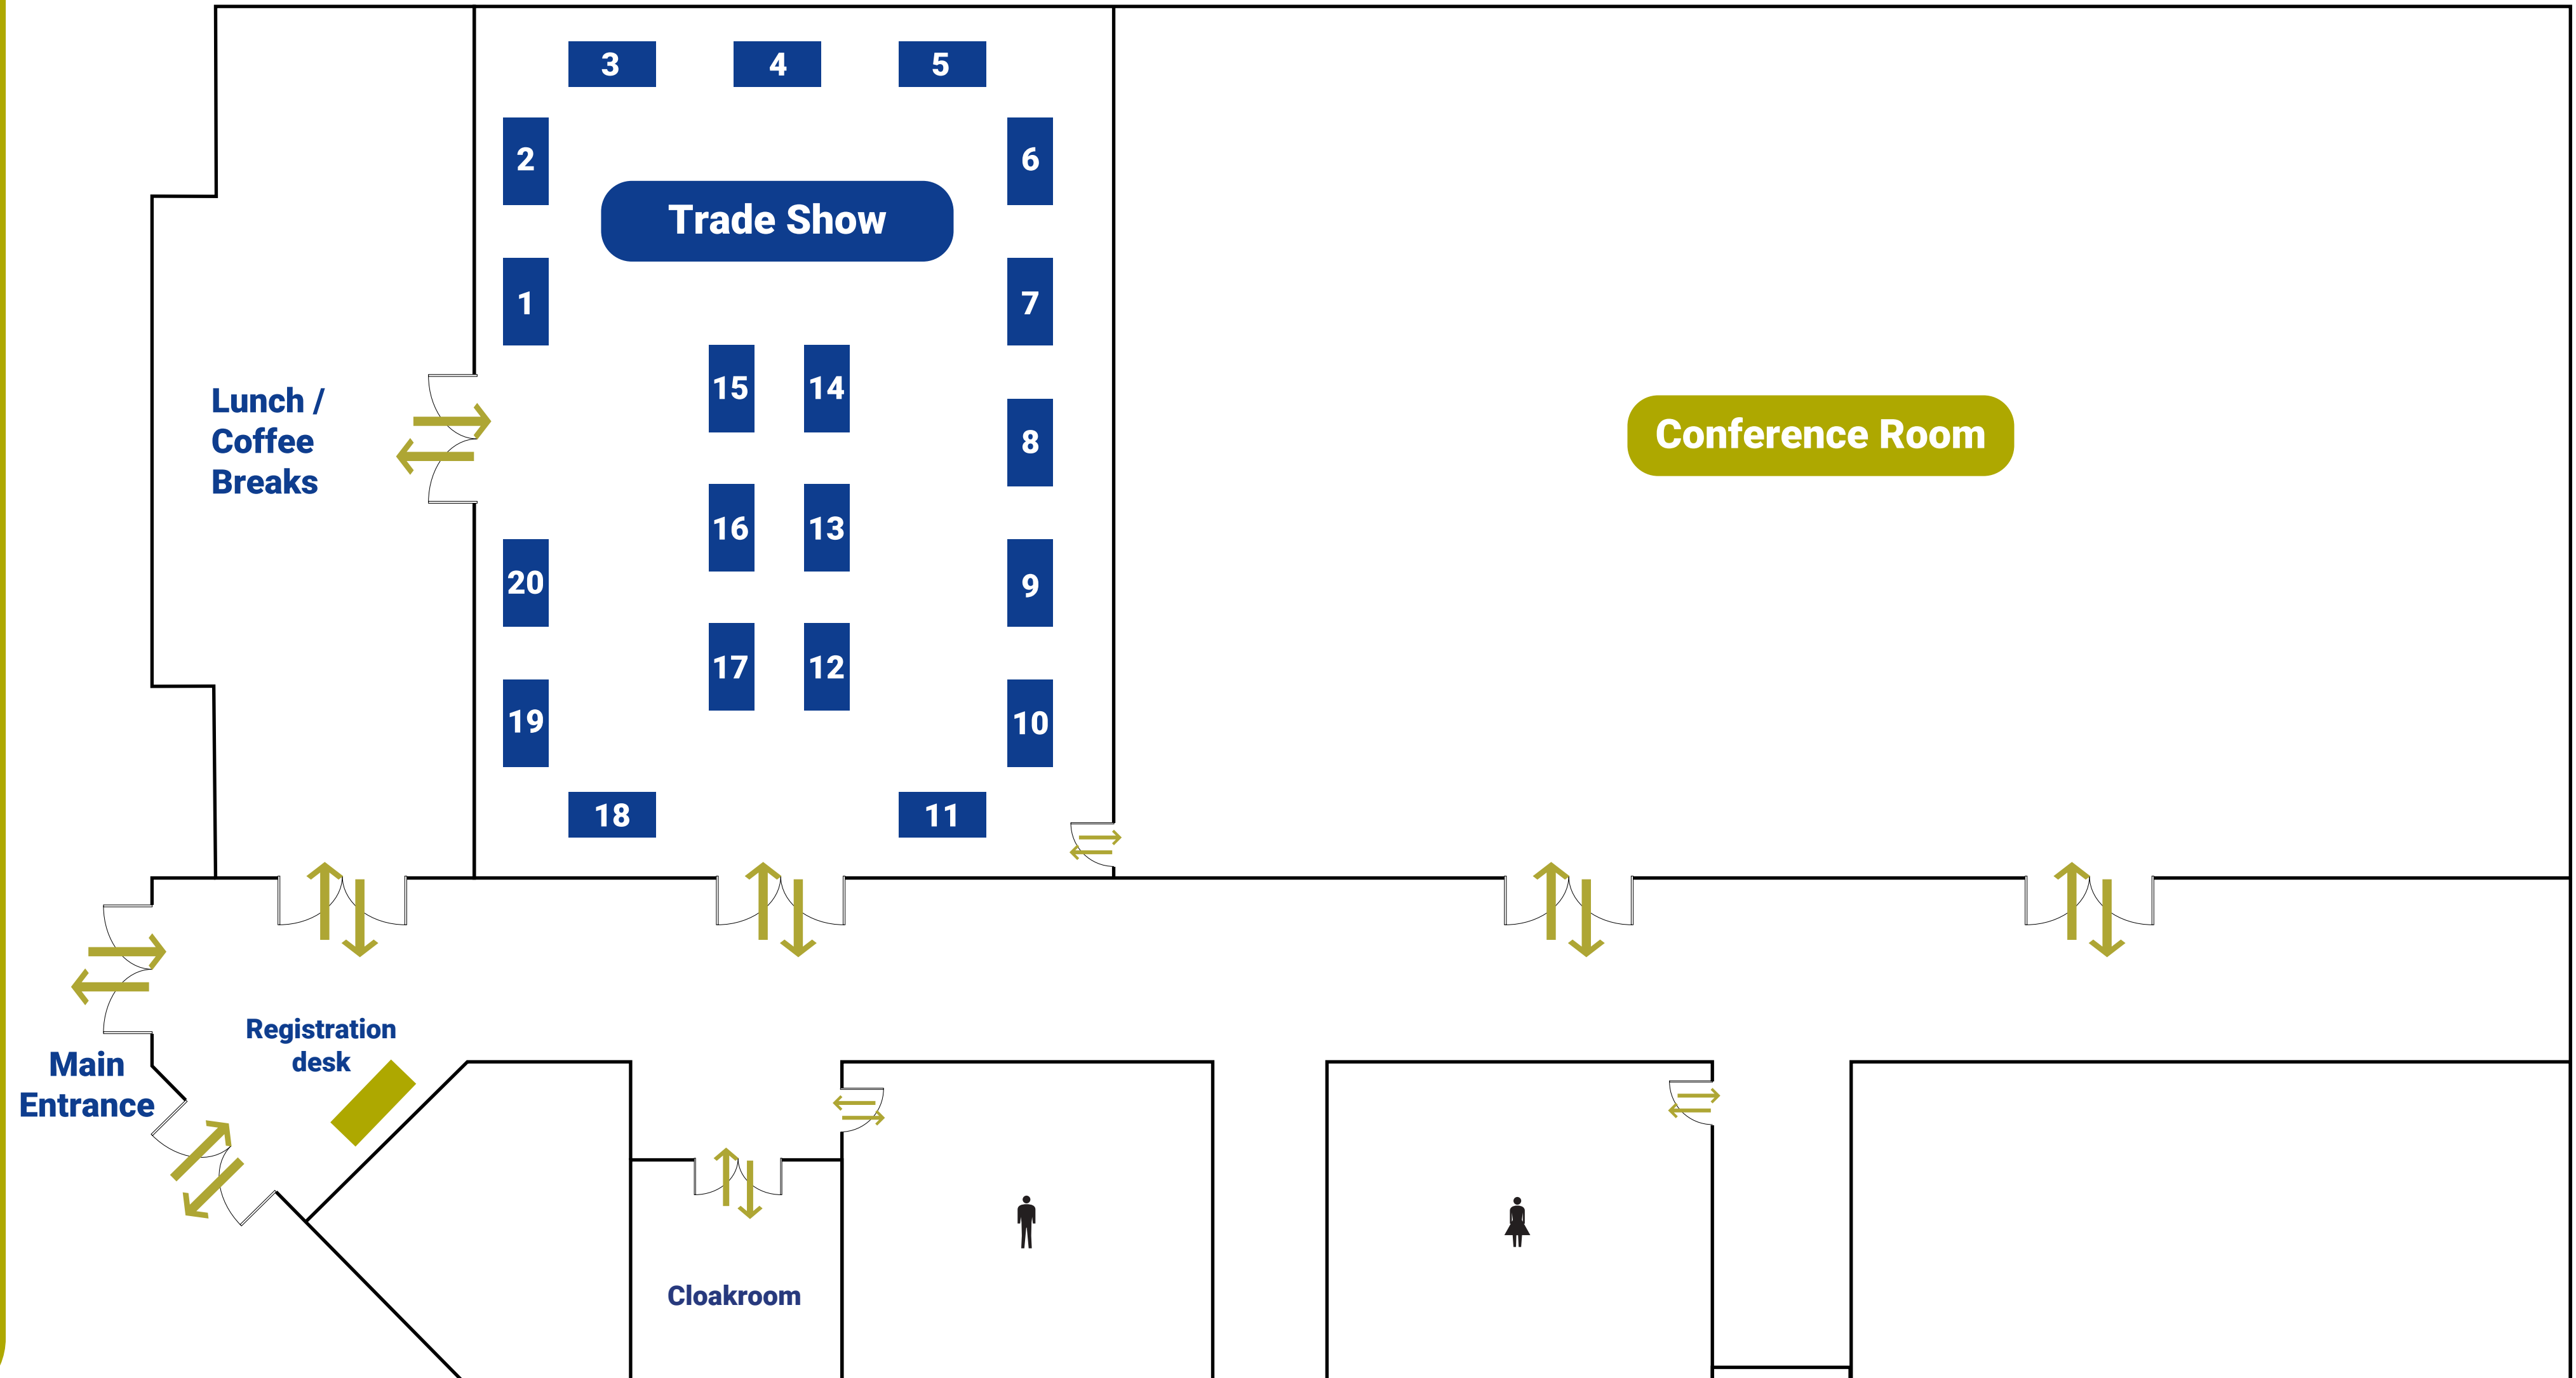 3
4
5
2
6
Trade Show
1
7
15
14
Lunch /
Coffee
Breaks
8
Conference Room
16
13
20
9
17
12
19
10
18
11
Registration
desk
Main
Entrance
Cloakroom